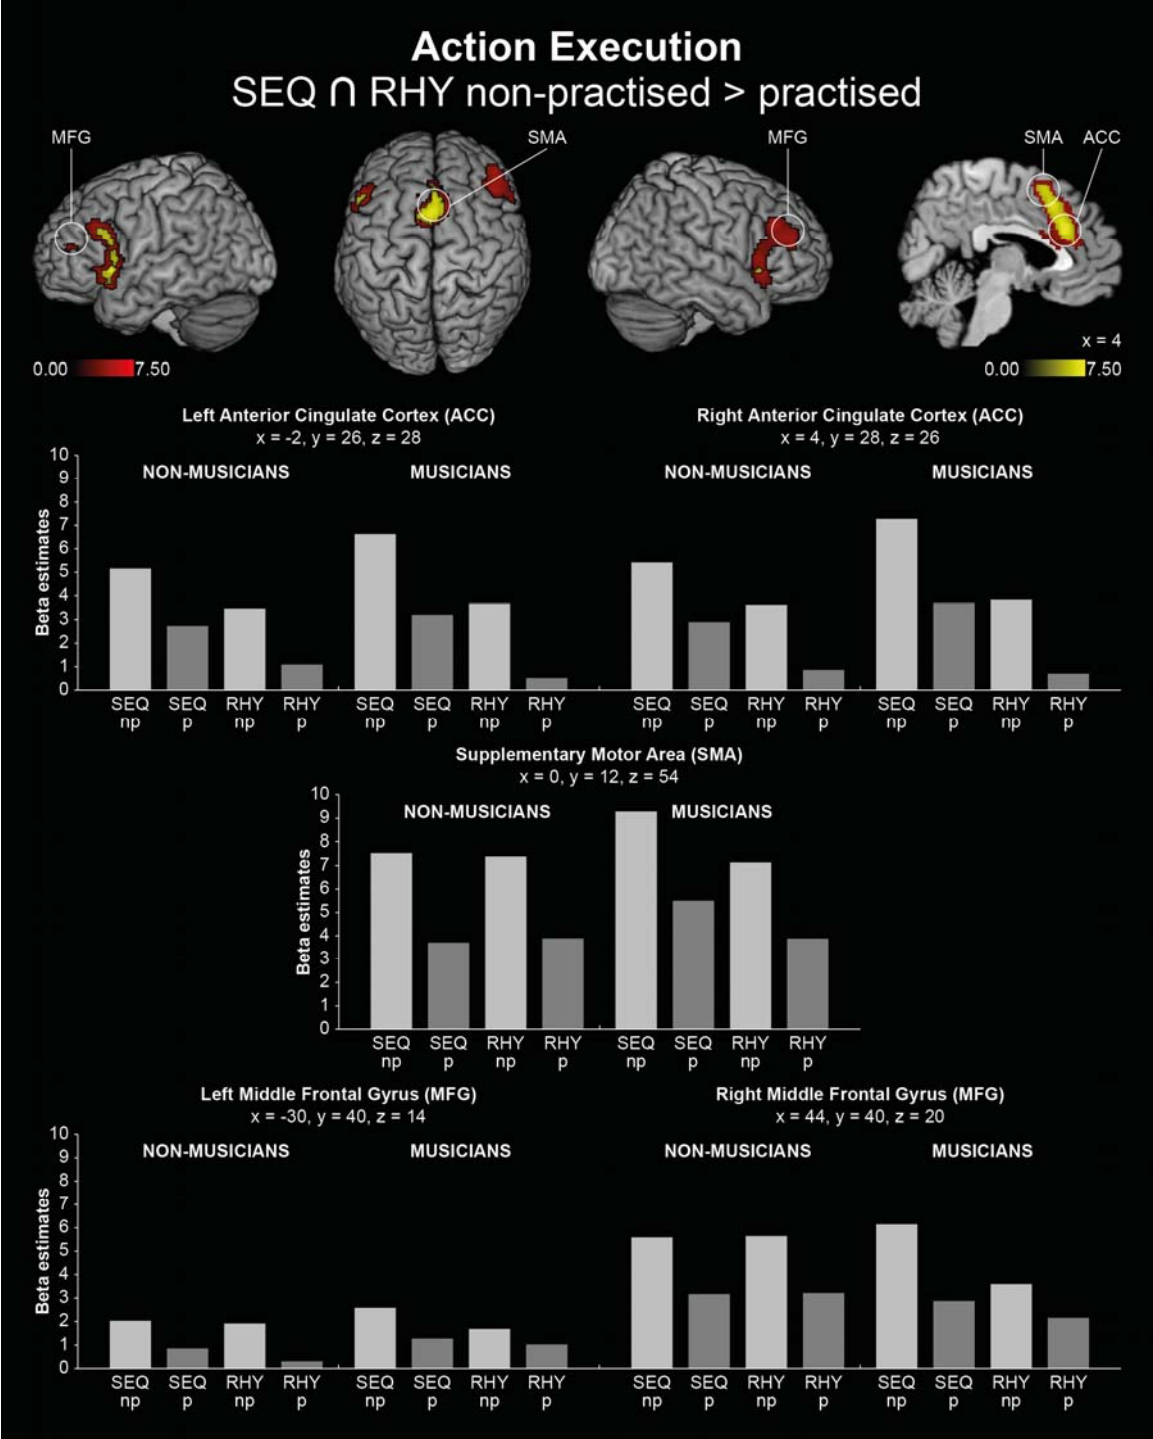 Action Execution
SEQ ∩ RHY non-practised > practised
MFG
SMA
MFG
SMA ACC
x = 4
0.00 7.50
0.00 7.50
Left Anterior Cingulate Cortex (ACC)
x = -2, y = 26, z = 28
Right Anterior Cingulate Cortex (ACC)
x = 4, y = 28, z = 26
NON-MUSICIANS MUSICIANS NON-MUSICIANS MUSICIANS
Beta estimates
10
9
8
7
6
5
4
3
2
1
0
SEQ SEQ RHY RHY SEQ SEQ RHY RHY SEQ SEQ RHY RHY SEQ SEQ RHY RHY
np p np p np p np p np p np p np p np p
Supplementary Motor Area (SMA)
x = 0, y = 12, z = 54
NON-MUSICIANS MUSICIANS
Beta estimates
10
9
8
7
6
5
4
3
2
1
0
SEQ SEQ RHY RHY SEQ SEQ RHY RHY
np p np p np p np p
Left Middle Frontal Gyrus (MFG)
x = -30, y = 40, z = 14
Right Middle Frontal Gyrus (MFG)
x = 44, y = 40, z = 20
NON-MUSICIANS MUSICIANS NON-MUSICIANS MUSICIANS
Beta estimates
10
9
8
7
6
5
4
3
2
1
0
SEQ SEQ RHY RHY SEQ SEQ RHY RHY SEQ SEQ RHY RHY SEQ SEQ RHY RHY
np p np p np p np p np p np p np p np p